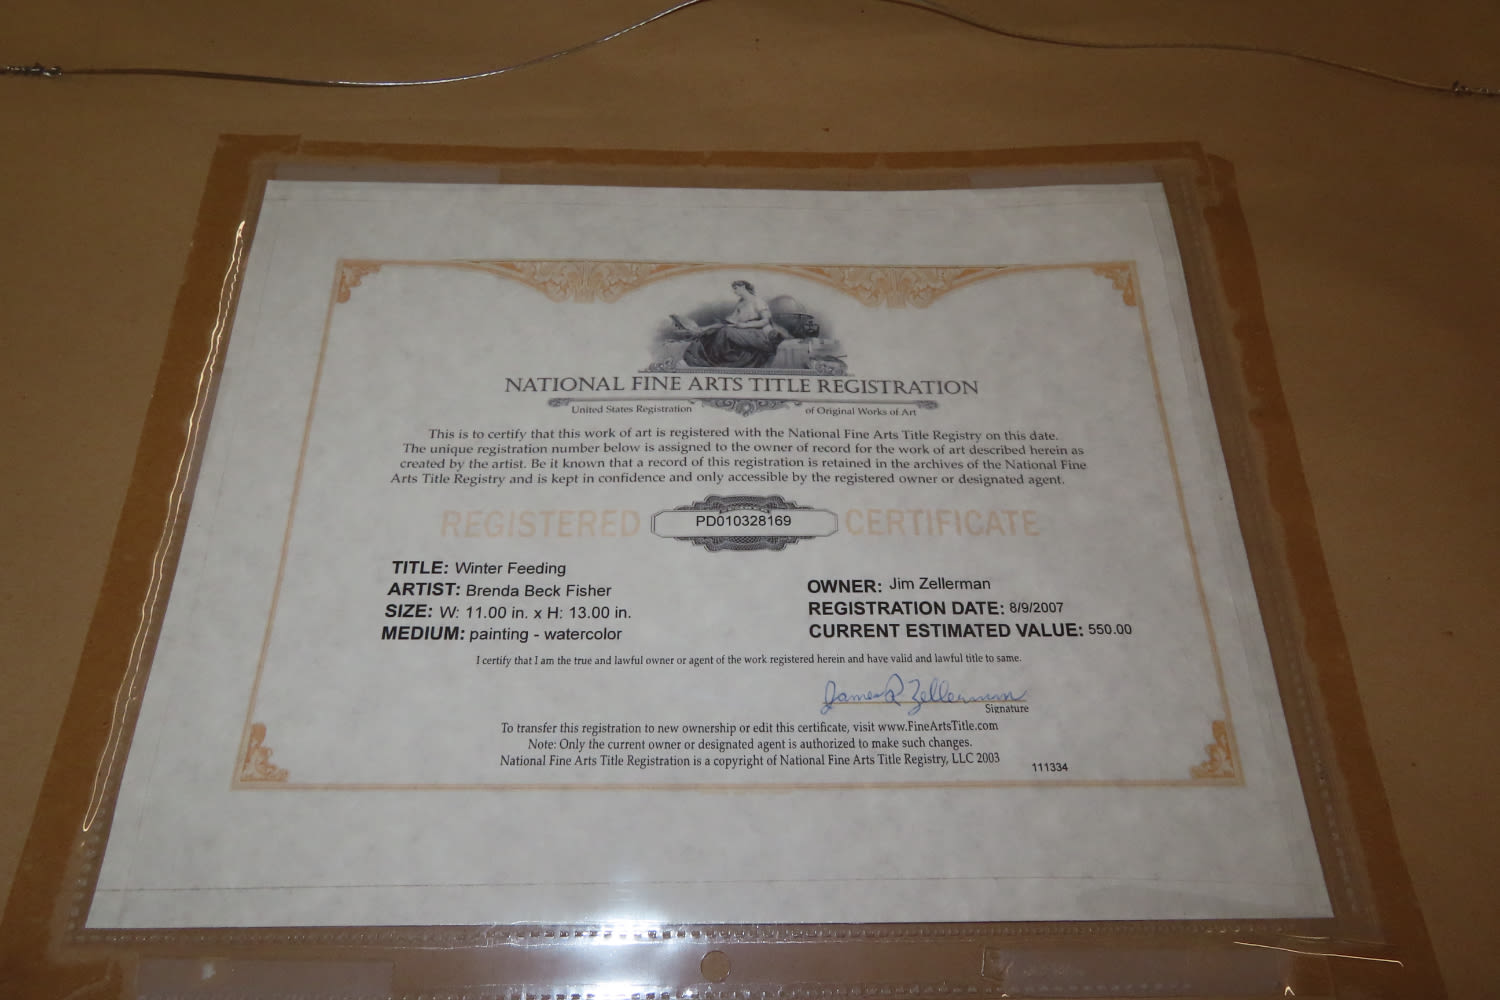 NATIONAL FINE ARTS TITLE REGISTRATION
United States Registration of Original Works of Art
This is to certify that this work of art is registered with the National Fine Arts Title Registry on this date.
The unique registration number below is assigned to the owner of record for the work of art described herein as
created by the artist. Be it known that a record of this registration is retained in the archives of the National Fine
Arts Title Registry and is kept in confidence and only accessible by the registered owner or designated agent.
REGISTERED PD010328169 CERTIFICATE
TITLE: Winter Feeding
ARTIST: Brenda Beck Fisher
SIZE: W: 11.00 in. x H: 13.00 in.
MEDIUM: painting - watercolor
OWNER: Jim Zellerman
REGISTRATION DATE: 8/9/2007
CURRENT ESTIMATED VALUE: 550.00
I certify that I am the true and lawful owner or agent of the work registered herein and have valid and lawful title to same.
James R Zellerman
Signature
To transfer this registration to new ownership or edit this certificate, visit www.FineArtsTitle.com
Note: Only the current owner or designated agent is authorized to make such changes.
National Fine Arts Title Registration is a copyright of National Fine Arts Title Registry, LLC 2003
111334